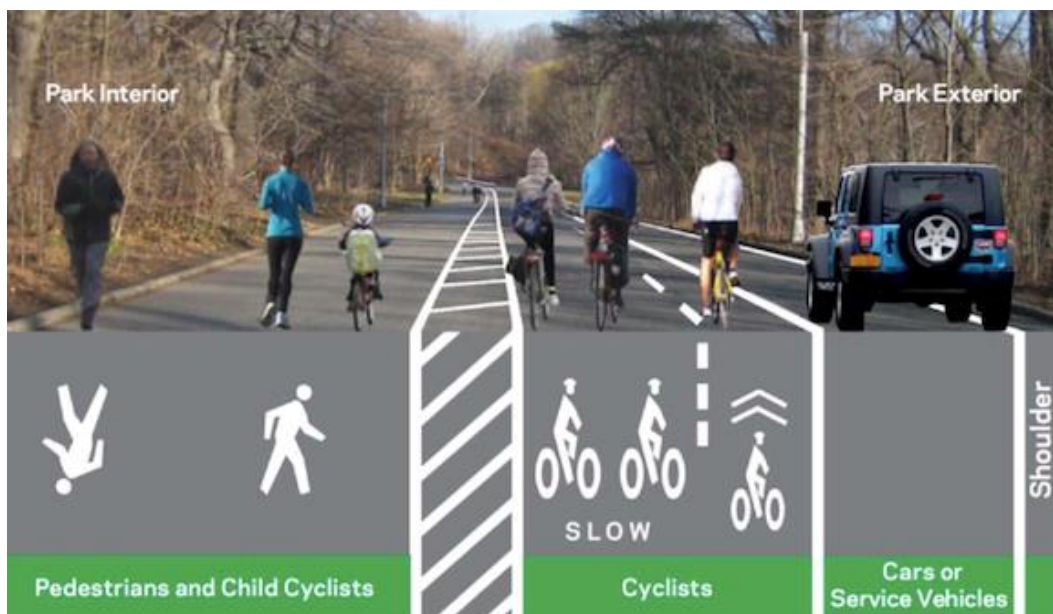 Park Interior
Park Exterior
SLOW
Shoulder
Pedestrians and Child Cyclists
Cyclists
Cars or
Service Vehicles